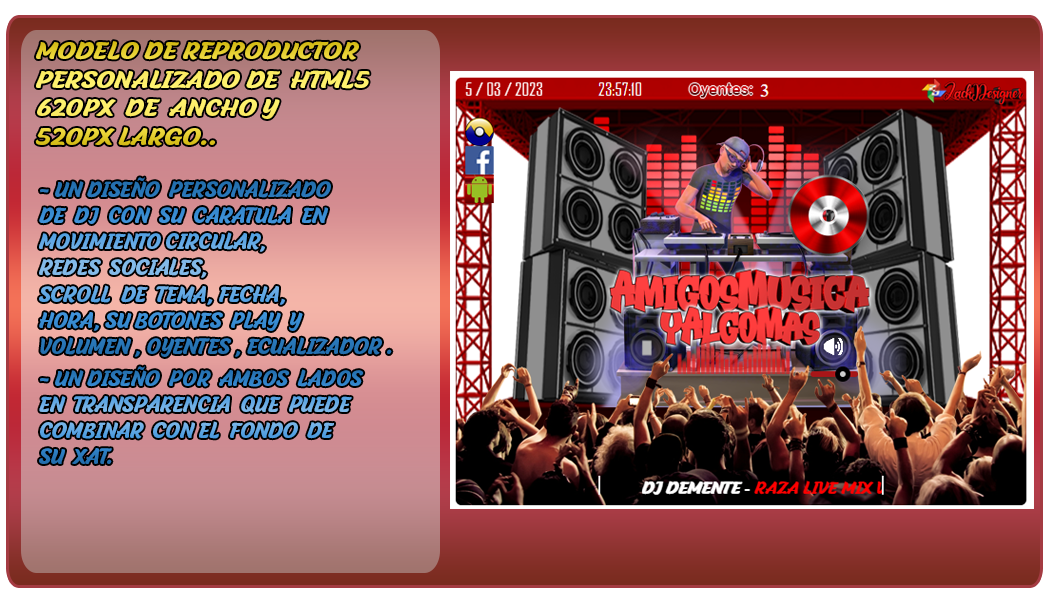 MODELO DE REPRODUCTOR
PERSONALIZADO DE HTML5
620PX DE ANCHO Y
520PX LARGO..
- UN DISEÑO PERSONALIZADO
DE DJ CON SU CARATULA EN
MOVIMIENTO CIRCULAR,
REDES SOCIALES,
SCROLL DE TEMA, FECHA,
HORA, SU BOTONES PLAY Y
VOLUMEN , OYENTES , ECUALIZADOR .
- UN DISEÑO POR AMBOS LADOS
EN TRANSPARENCIA QUE PUEDE
COMBINAR CON EL FONDO DE
SU XAT.
5 / 03 / 2023 23:57:10 Oyentes: 3 JackDesigner
AMIGOSMUSICA
YALGOMAS
DJ DEMENTE - RAZA LIVE MIX